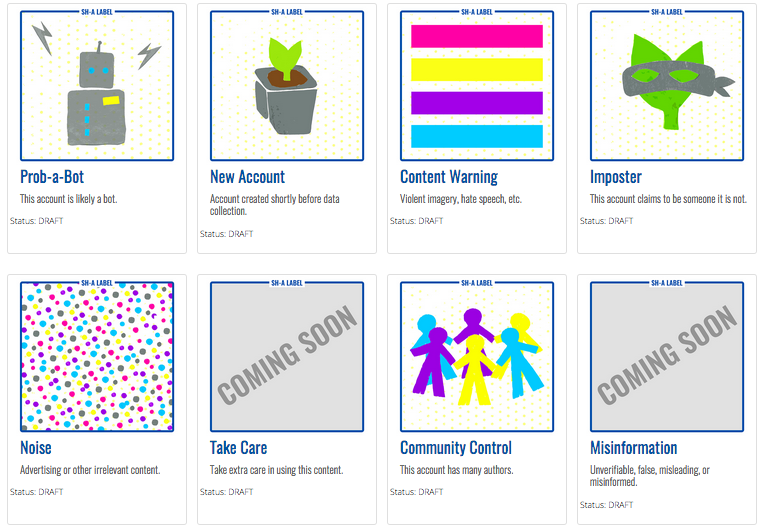 SH-A LABEL
Prob-a-Bot
This account is likely a bot.
Status: DRAFT
SH-A LABEL
New Account
Account created shortly before data
collection.
Status: DRAFT
SH-A LABEL
Content Warning
Violent imagery, hate speech, etc.
Status: DRAFT
SH-A LABEL
Imposter
This account claims to be someone it is not.
Status: DRAFT
SH-A LABEL
Noise
Advertising or other irrelevant content.
Status: DRAFT
SH-A LABEL
COMING SOON
Take Care
Take extra care in using this content.
Status: DRAFT
SH-A LABEL
Community Control
This account has many authors.
Status: DRAFT
SH-A LABEL
COMING SOON
Misinformation
Unverifiable, false, misleading, or
misinformed.
Status: DRAFT